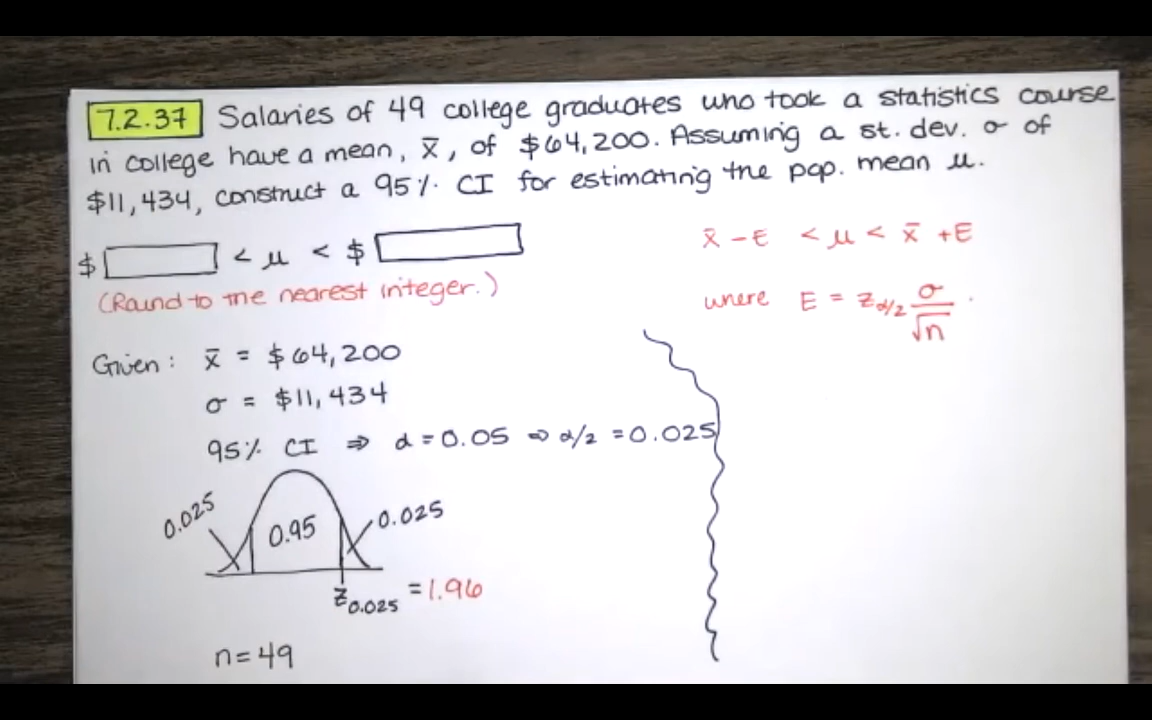 7.2.37 Salaries of 49 college graduates who took a statistics course
in college have a mean, x̄, of $64,200. Assuming a st. dev. σ of
$11,434, construct a 95% CI for estimating the pop. mean μ.
$ < μ < $
(Round to the nearest integer.)
x̄ - E < μ < x̄ + E
where E = z_α/2 σ/√n.
Given: x̄ = $64,200
σ = $11,434
95% CI ⇒ α = 0.05 ⇒ α/2 = 0.025
0.025 0.95 0.025
z_0.025 = 1.96
n = 49